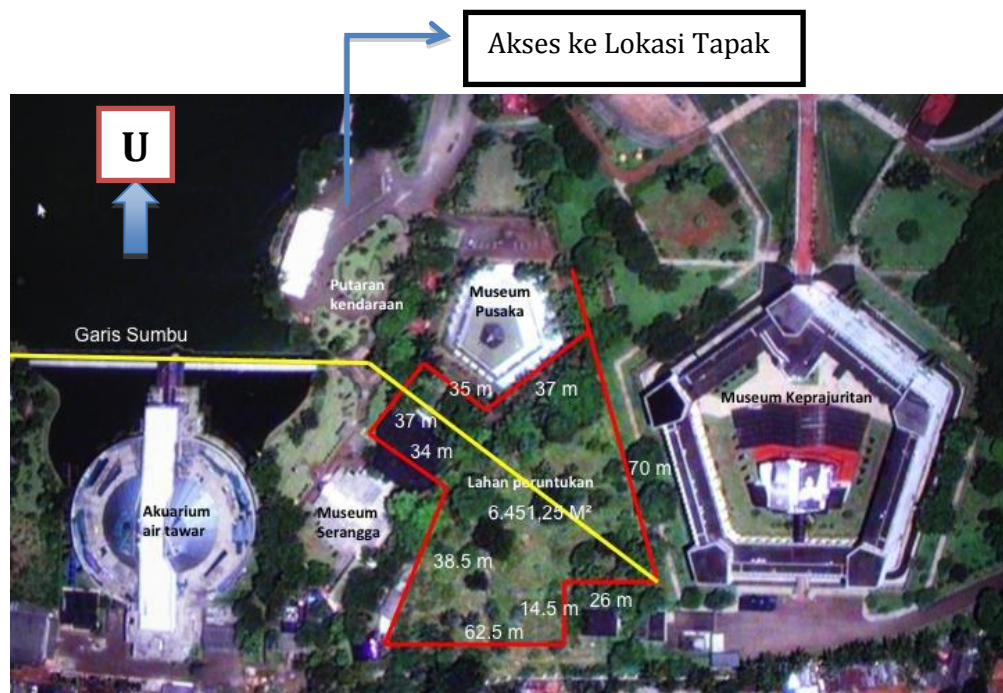 Akses ke Lokasi Tapak
U
Putaran
kendaraan
Museum
Pusaka
Garis Sumbu
35 m
37 m
Museum Keprajuritan
37 m
34 m
70 m
Lahan peruntukan
6.451,25 M²
Akuarium
air tawar
Museum
Serangga
38.5 m
14.5 m
26 m
62.5 m